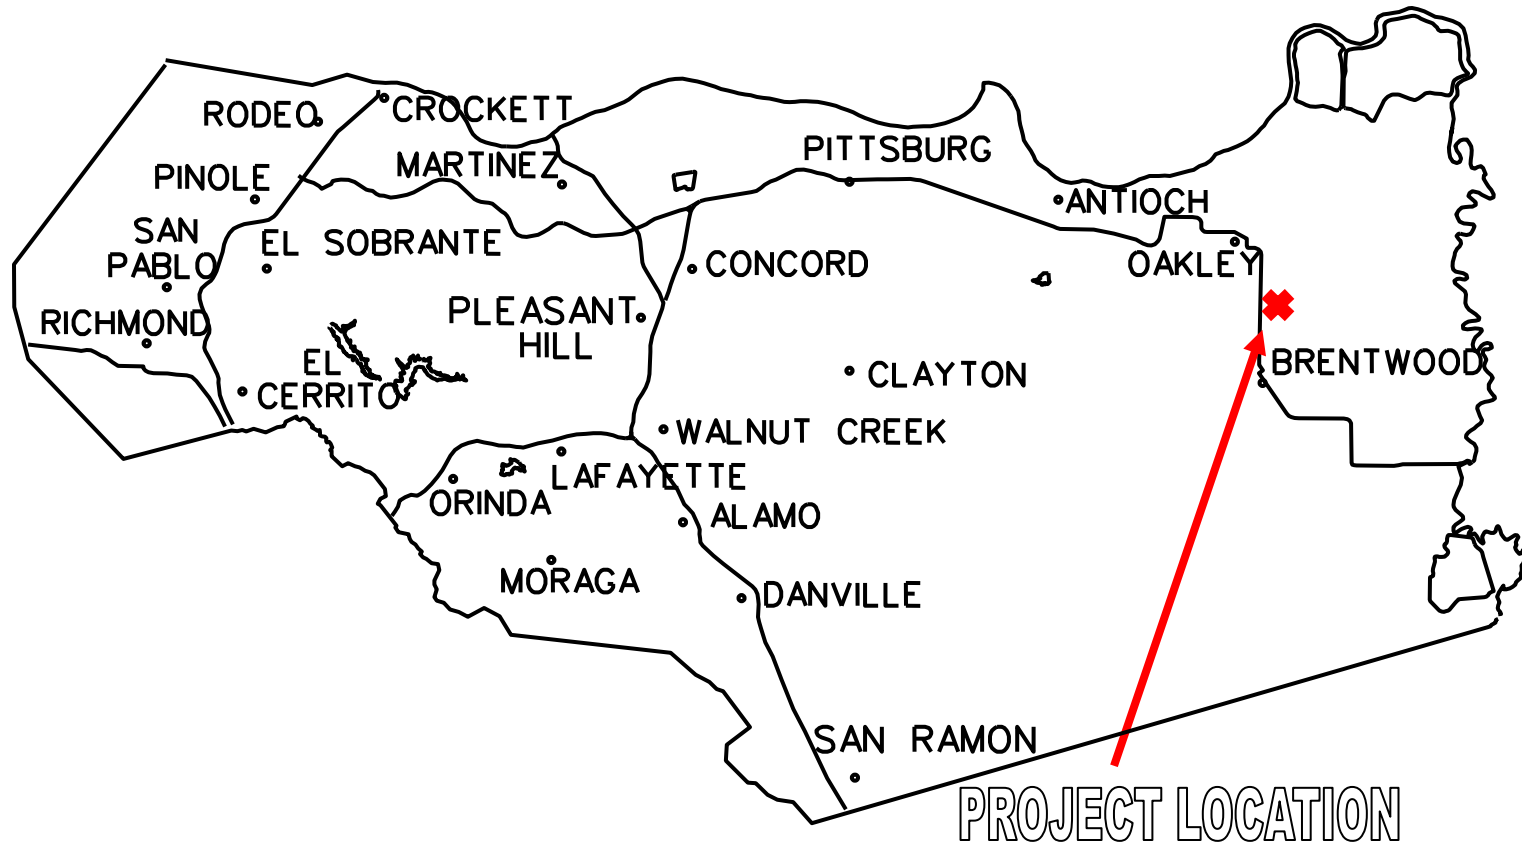 CROCKETT
RODEO
PITTSBURG
MARTINEZ
PINOLE
ANTIOCH
SAN
PABLO
EL SOBRANTE
OAKLEY
CONCORD
PLEASANT
HILL
RICHMOND
EL
CERRITO
BRENTWOOD
CLAYTON
WALNUT CREEK
LAFAYETTE
ORINDA
ALAMO
MORAGA
DANVILLE
SAN RAMON
PROJECT LOCATION